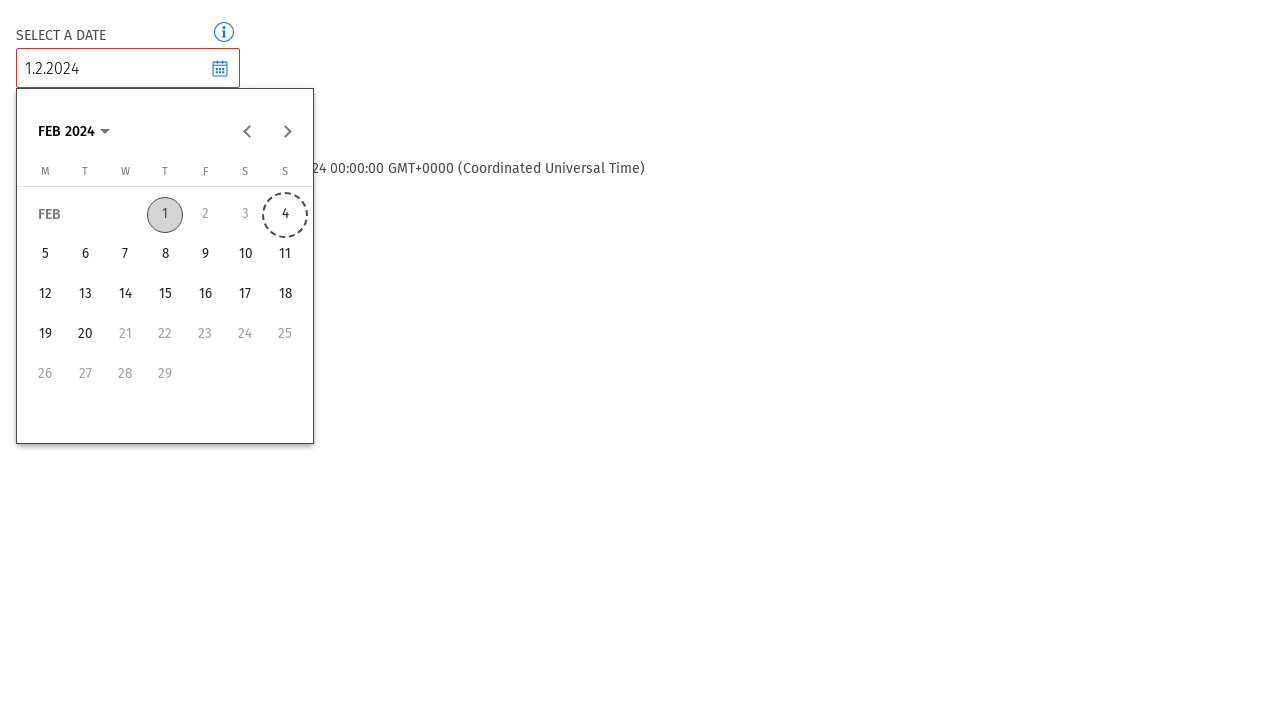 SELECT A DATE
1.2.2024
FEB 2024
24 00:00:00 GMT+0000 (Coordinated Universal Time)
M T W T F S S
FEB 1 2 3 4
5 6 7 8 9 10 11
12 13 14 15 16 17 18
19 20 21 22 23 24 25
26 27 28 29